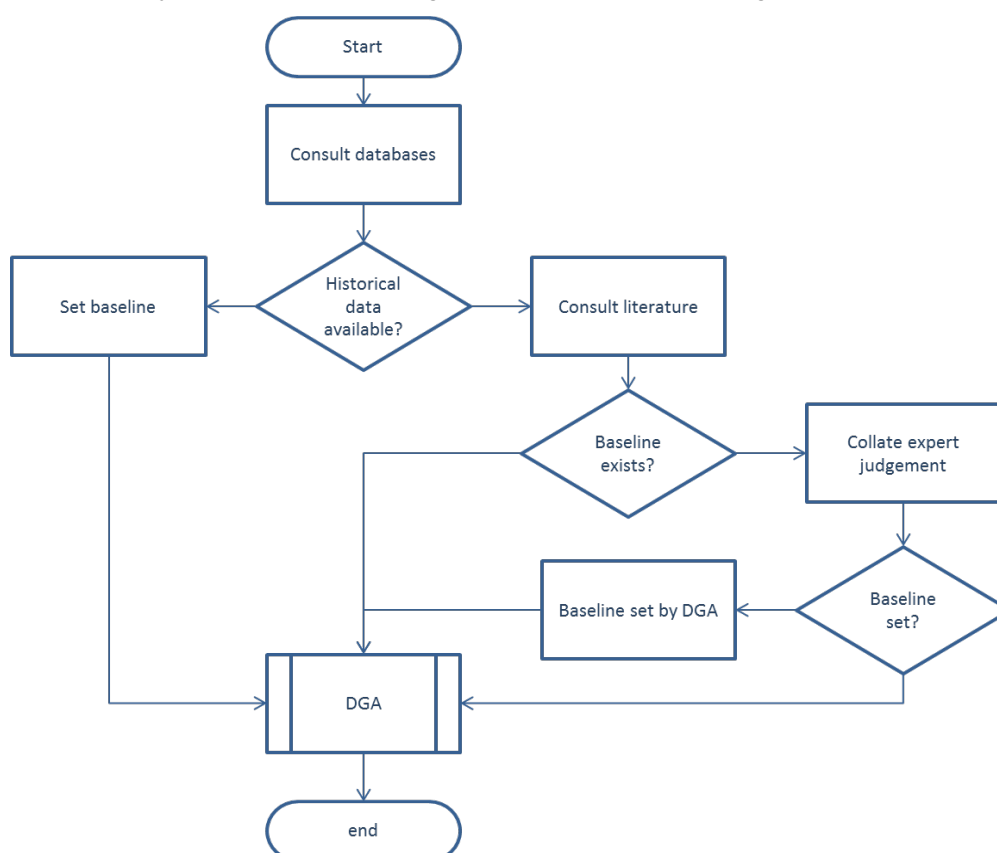 Start
Consult databases
Historical
data
available?
Set baseline
Consult literature
Baseline
exists?
Collate expert
judgement
Baseline set by DGA
Baseline
set?
DGA
end